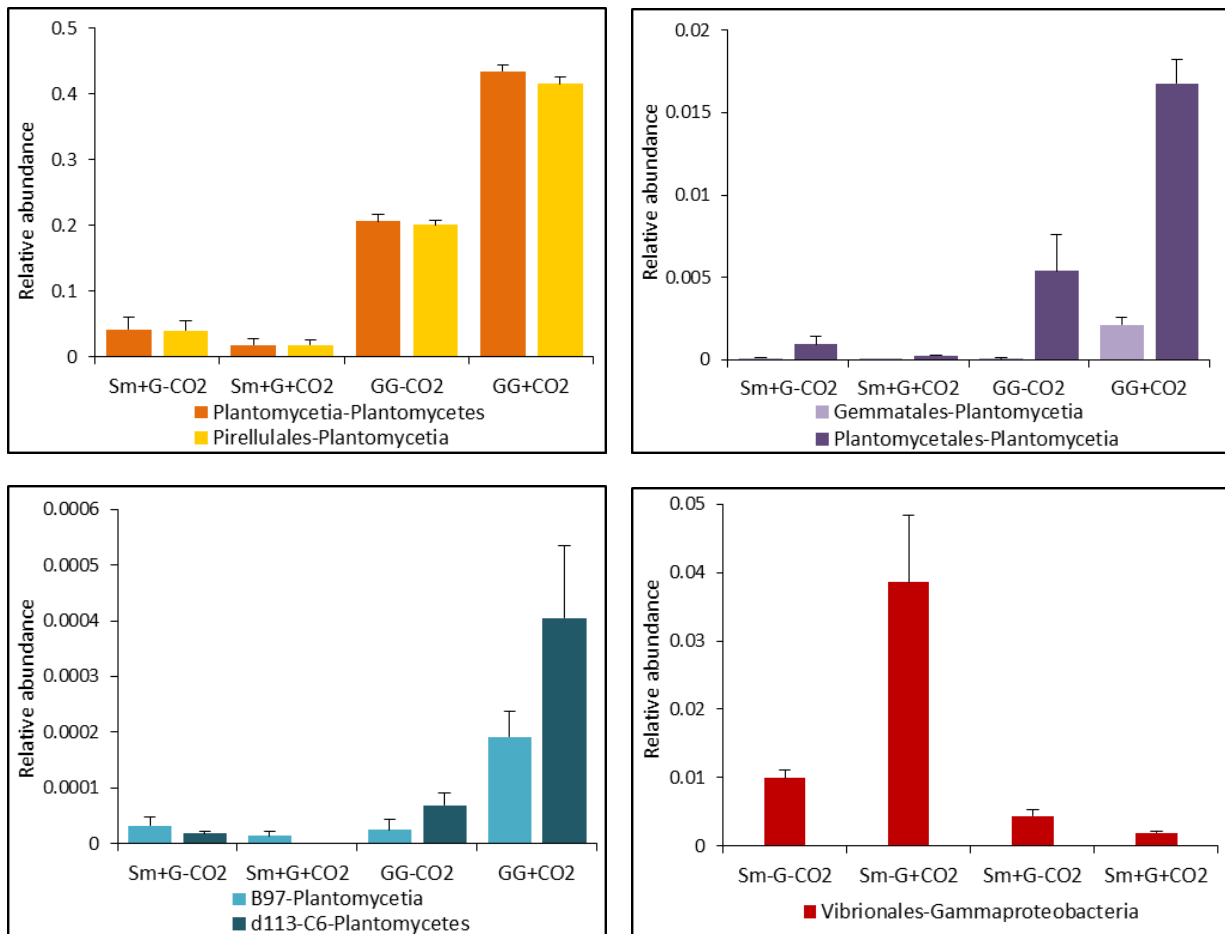 Relative abundance
0.5
0.4
0.3
0.2
0.1
0
Sm+G-CO2 Sm+G+CO2 GG-CO2 GG+CO2
Plantomycetia-Plantomycetes
Pirellulales-Plantomycetia
Relative abundance
0.02
0.015
0.01
0.005
0
Sm+G-CO2 Sm+G+CO2 GG-CO2 GG+CO2
Gemmatales-Plantomycetia
Plantomycetales-Plantomycetia
Relative abundance
0.0006
0.0005
0.0004
0.0003
0.0002
0.0001
0
Sm+G-CO2 Sm+G+CO2 GG-CO2 GG+CO2
B97-Plantomycetia
d113-C6-Plantomycetes
Relative abundance
0.05
0.04
0.03
0.02
0.01
0
Sm-G-CO2 Sm-G+CO2 Sm+G-CO2 Sm+G+CO2
Vibrionales-Gammaproteobacteria